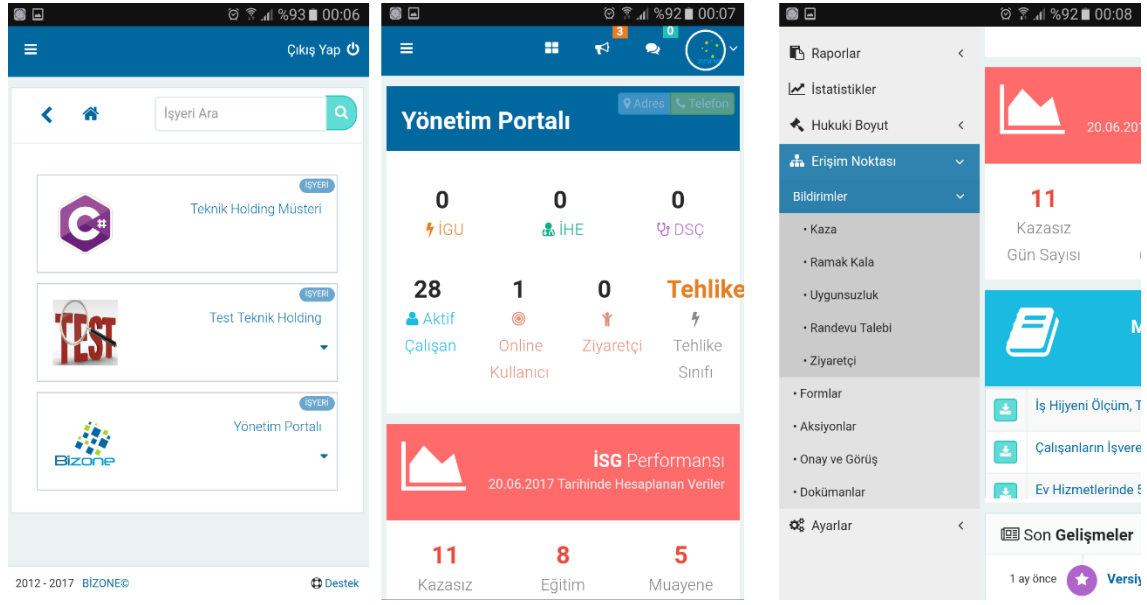 %93 00:06
Çıkış Yap
İşyeri Ara
İŞYERİ
Teknik Holding Müsteri
C#
İŞYERİ
Test Teknik Holding
TEST
İŞYERİ
Yönetim Portalı
Bizone
2012 - 2017 BİZONE©
Destek
%92 00:07
3
0
Yönetim Portalı
Adres
Telefon
0
0
0
İGU
İHE
DSÇ
28
1
0
Tehlike
Aktif
Çalışan
Online
Kullanıcı
Ziyaretçi
Tehlike
Sınıfı
İSG Performansı
20.06.2017 Tarihinde Hesaplanan Veriler
11
8
5
Kazasız
Eğitim
Muayene
%92 00:08
Raporlar
İstatistikler
Hukuki Boyut
Erişim Noktası
Bildirimler
• Kaza
• Ramak Kala
• Uygunsuzluk
• Randevu Talebi
• Ziyaretçi
• Formlar
• Aksiyonlar
• Onay ve Görüş
• Dokümanlar
Ayarlar
20.06.201
11
Kazasız
Gün Sayısı
M
İş Hijyeni Ölçüm, T
Çalışanların İşvere
Ev Hizmetlerinde 5
Son Gelişmeler
1 ay önce
Versiy